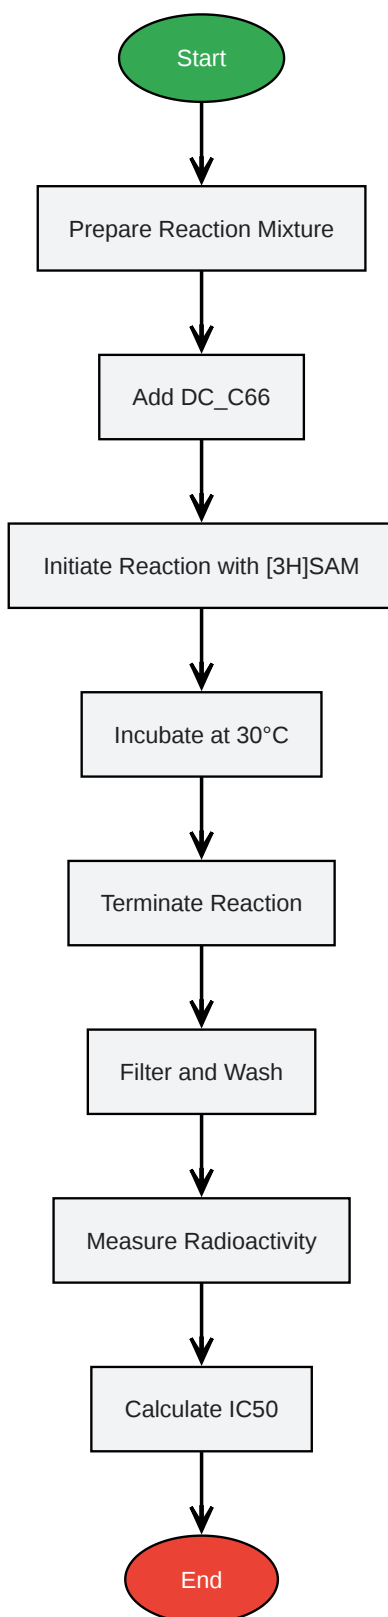 Start
Prepare Reaction Mixture
Add DC_C66
Initiate Reaction with [3H]SAM
Incubate at 30°C
Terminate Reaction
Filter and Wash
Measure Radioactivity
Calculate IC50
End